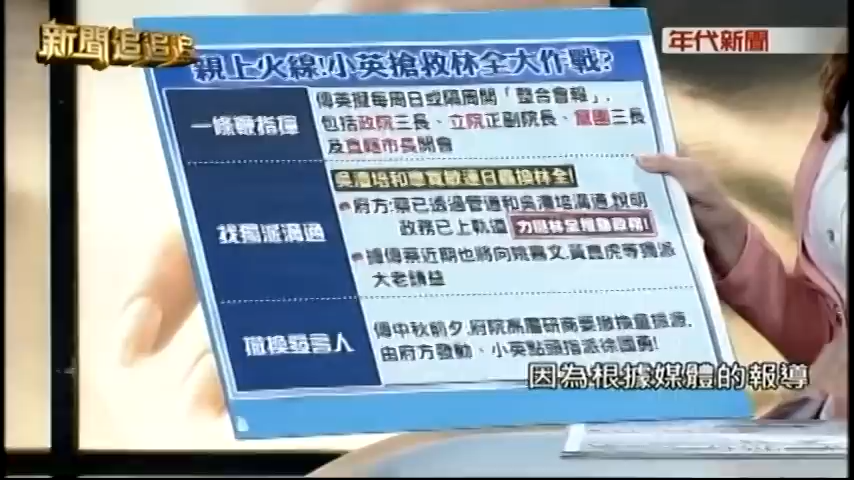 新聞追追追
年代新聞
親上火線!小英搶救林全大作戰?
一條鞭指揮
傳英擬每周日或隔周開「整合會報」,
包括政院三長、立院正副院長、黨團三長
及直轄市長開會
找獨派溝通
吳澧培和辜寬敏連日轟換林全!
府方:蔡已透過管道和吳澧培溝通,說明
政務已上軌道 力挺林全推動政務!
據傳蔡近期也將向姚嘉文、黃昆虎等獨派
大老請益
撤換發言人
傳中秋前夕,府院高層研商要撤換童振源,
由府方發動、小英點頭指派徐國勇!
因為根據媒體的報導